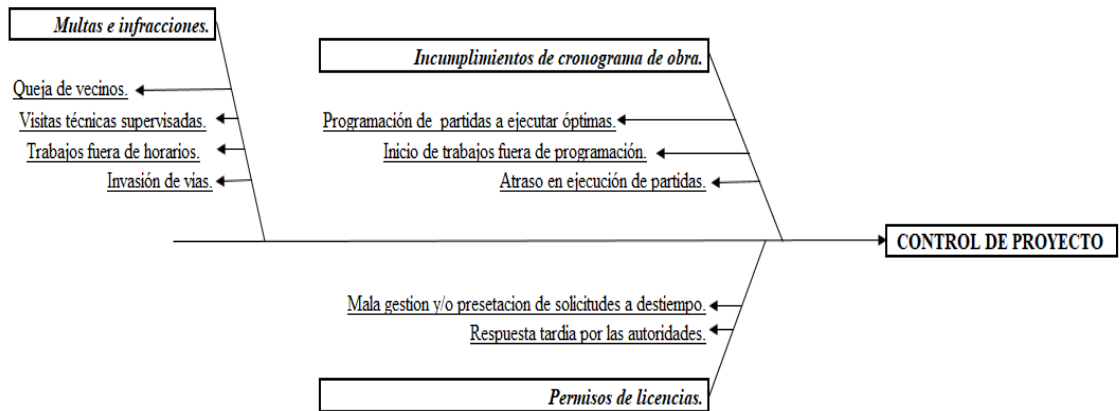 Multas e infracciones.
Queja de vecinos.
Visitas técnicas supervisadas.
Trabajos fuera de horarios.
Invasión de vías.
Incumplimientos de cronograma de obra.
Programación de partidas a ejecutar óptimas.
Inicio de trabajos fuera de programación.
Atraso en ejecución de partidas.
CONTROL DE PROYECTO
Mala gestion y/o presetacion de solicitudes a destiempo.
Respuesta tardia por las autoridades.
Permisos de licencias.